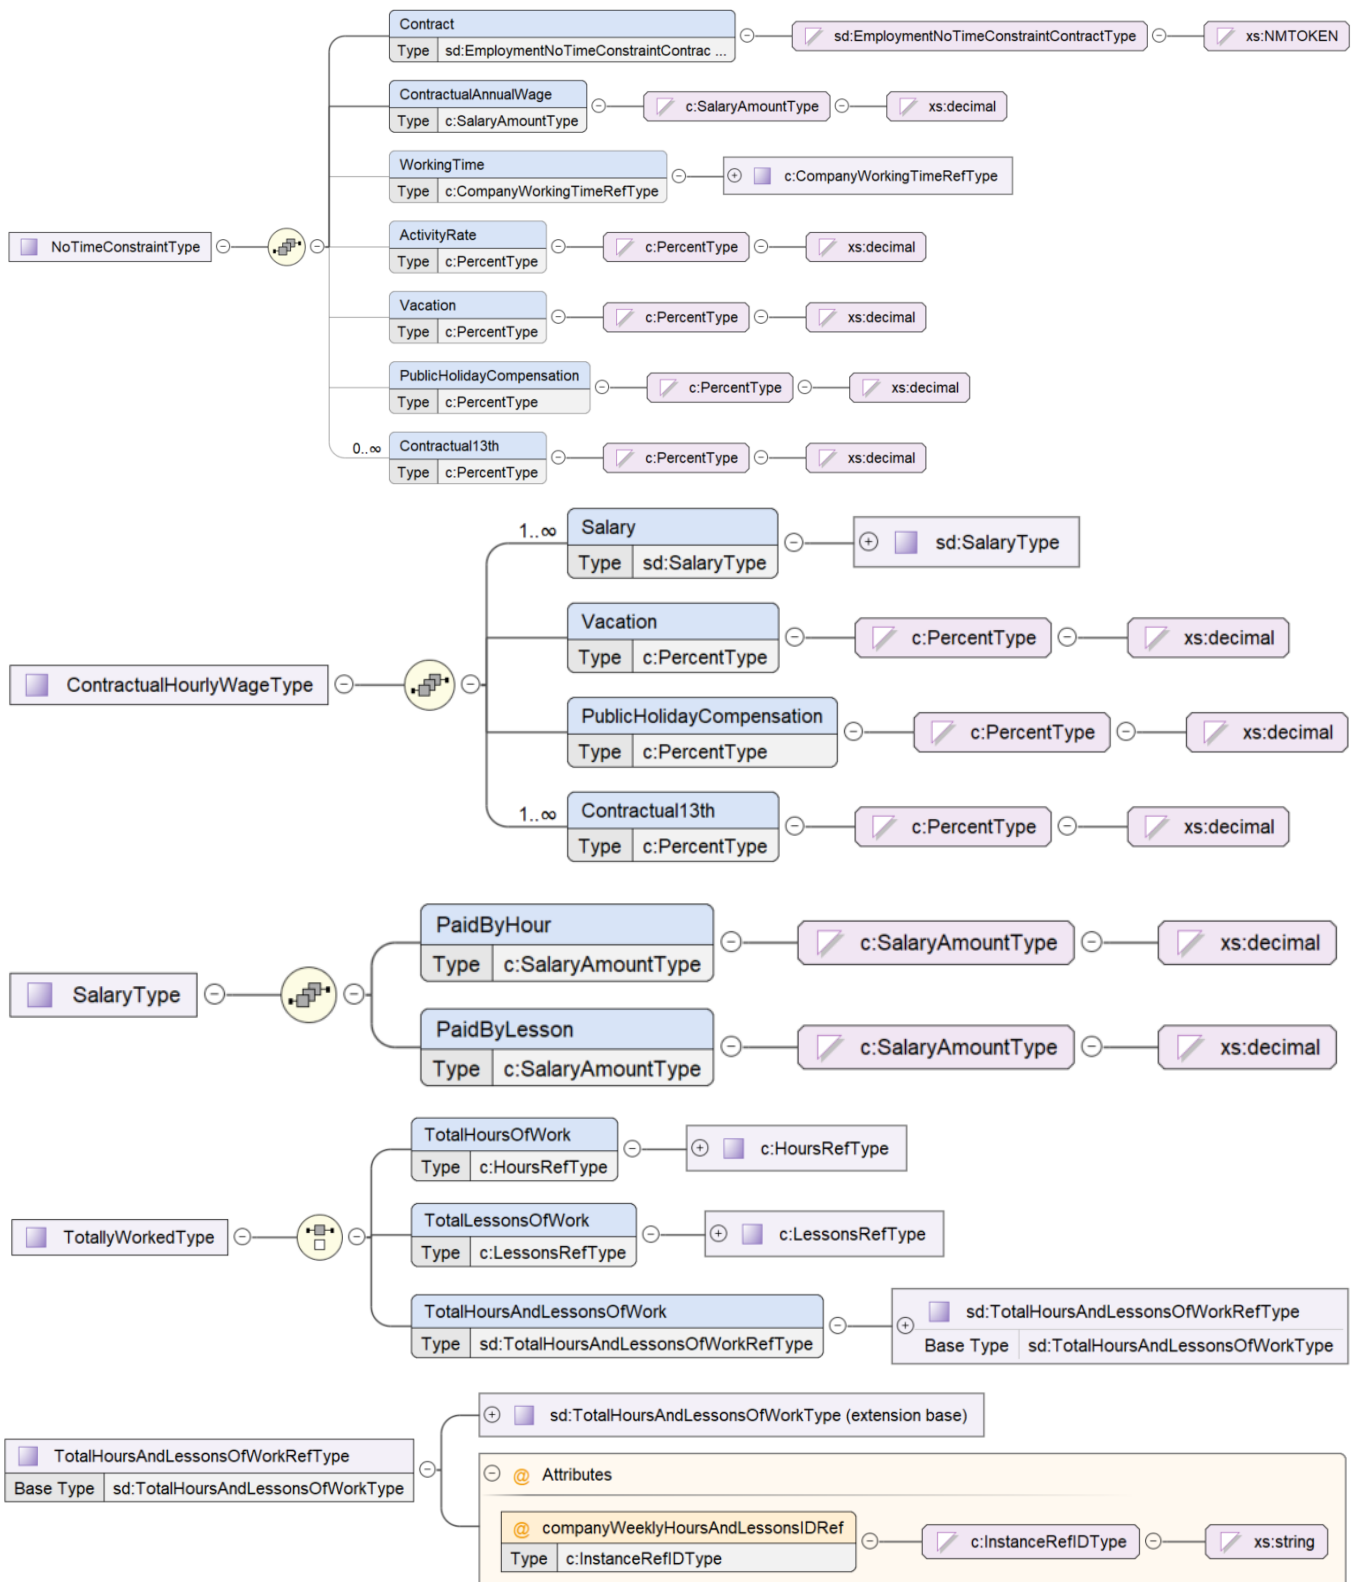 Contract
Type sd:EmploymentNoTimeConstraintContrac ...
sd:EmploymentNoTimeConstraintContractType
xs:NMTOKEN
ContractualAnnualWage
Type c:SalaryAmountType
c:SalaryAmountType
xs:decimal
WorkingTime
Type c:CompanyWorkingTimeRefType
c:CompanyWorkingTimeRefType
NoTimeConstraintType
ActivityRate
Type c:PercentType
c:PercentType
xs:decimal
Vacation
Type c:PercentType
c:PercentType
xs:decimal
PublicHolidayCompensation
Type c:PercentType
c:PercentType
xs:decimal
0..∞
Contractual13th
Type c:PercentType
c:PercentType
xs:decimal
ContractualHourlyWageType
1..∞
Salary
Type sd:SalaryType
sd:SalaryType
Vacation
Type c:PercentType
c:PercentType
xs:decimal
PublicHolidayCompensation
Type c:PercentType
c:PercentType
xs:decimal
1..∞
Contractual13th
Type c:PercentType
c:PercentType
xs:decimal
SalaryType
PaidByHour
Type c:SalaryAmountType
c:SalaryAmountType
xs:decimal
PaidByLesson
Type c:SalaryAmountType
c:SalaryAmountType
xs:decimal
TotallyWorkedType
TotalHoursOfWork
Type c:HoursRefType
c:HoursRefType
TotalLessonsOfWork
Type c:LessonsRefType
c:LessonsRefType
TotalHoursAndLessonsOfWork
Type sd:TotalHoursAndLessonsOfWorkRefType
sd:TotalHoursAndLessonsOfWorkRefType
Base Type sd:TotalHoursAndLessonsOfWorkType
TotalHoursAndLessonsOfWorkRefType
Base Type sd:TotalHoursAndLessonsOfWorkType
sd:TotalHoursAndLessonsOfWorkType (extension base)
@ Attributes
@ companyWeeklyHoursAndLessonsIDRef
Type c:InstanceRefIDType
c:InstanceRefIDType
xs:string